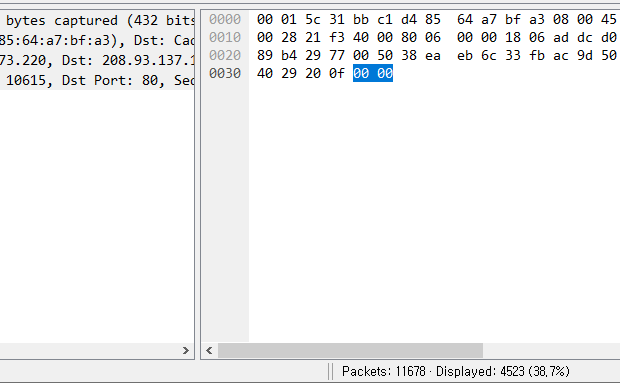 bytes captured (432 bits
85:64:a7:bf:a3), Dst: Cad
73.220, Dst: 208.93.137.1
10615, Dst Port: 80, Sec
0000 00 01 5c 31 bb c1 d4 85 64 a7 bf a3 08 00 45
0010 00 28 21 f3 40 00 80 06 00 00 18 06 ad dc d0
0020 89 b4 29 77 00 50 38 ea eb 6c 33 fb ac 9d 50
0030 40 29 20 0f 00 00
Packets: 11678 · Displayed: 4523 (38.7%)